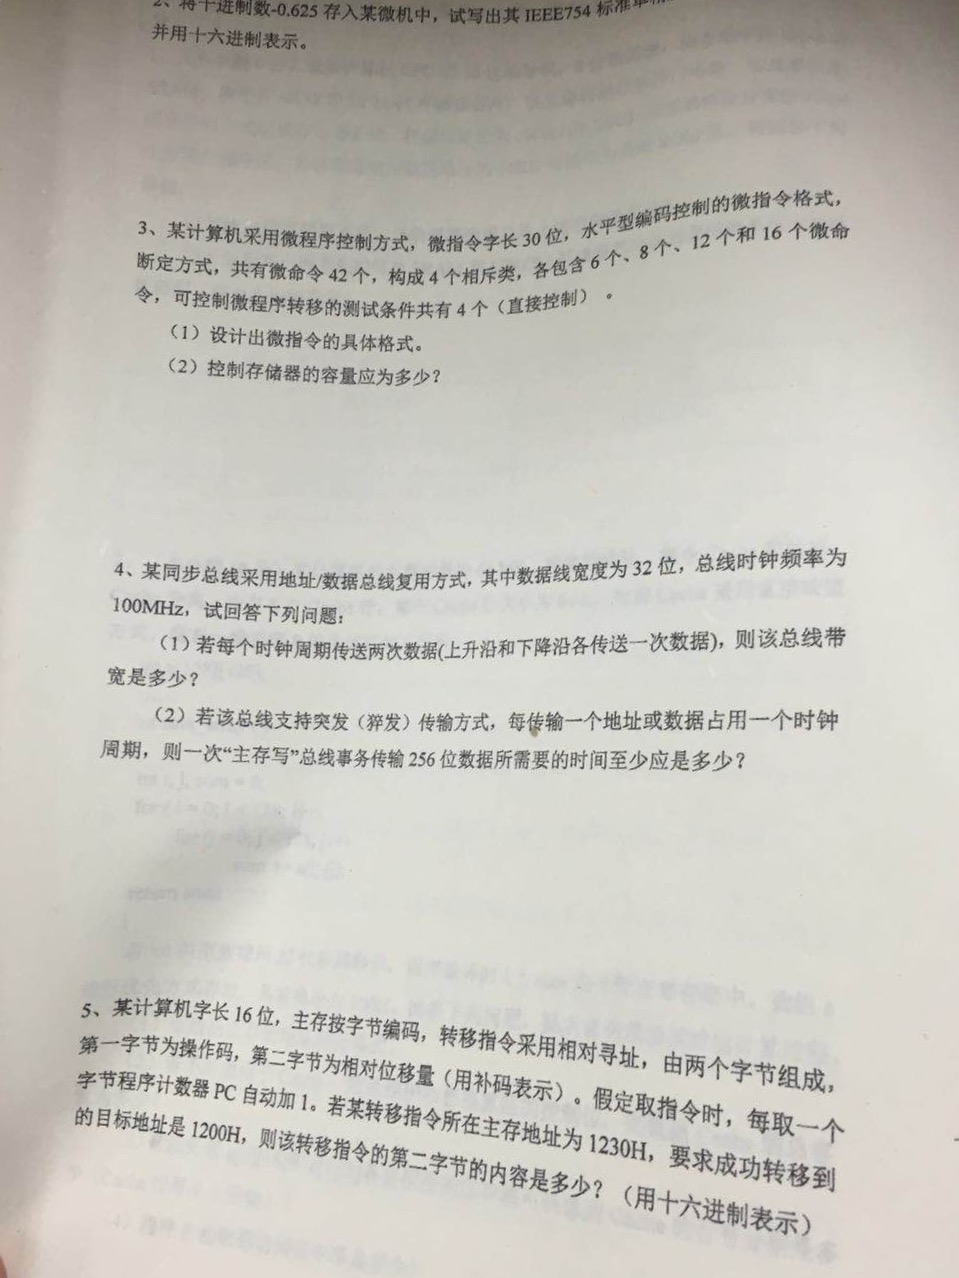 2、将十进制数-0.625 存入某微机中，试写出其 IEEE754 标准单精
并用十六进制表示。
3、某计算机采用微程序控制方式，微指令字长 30 位，水平型编码控制的微指令格式，
断定方式，共有微命令 42 个，构成 4 个相斥类，各包含 6 个、8 个、12 个和 16 个微命
令，可控制微程序转移的测试条件共有 4 个（直接控制）。
（1）设计出微指令的具体格式。
（2）控制存储器的容量应为多少？
4、某同步总线采用地址/数据总线复用方式，其中数据线宽度为 32 位，总线时钟频率为
100MHz，试回答下列问题：
（1）若每个时钟周期传送两次数据(上升沿和下降沿各传送一次数据)，则该总线带
宽是多少？
（2）若该总线支持突发（猝发）传输方式，每传输一个地址或数据占用一个时钟
周期，则一次“主存写”总线事务传输 256 位数据所需要的时间至少应是多少？
5、某计算机字长 16 位，主存按字节编码，转移指令采用相对寻址，由两个字节组成，
第一字节为操作码，第二字节为相对位移量（用补码表示）。假定取指令时，每取一个
字节程序计数器 PC 自动加 1。若某转移指令所在主存地址为 1230H，要求成功转移到
的目标地址是 1200H，则该转移指令的第二字节的内容是多少？（用十六进制表示）